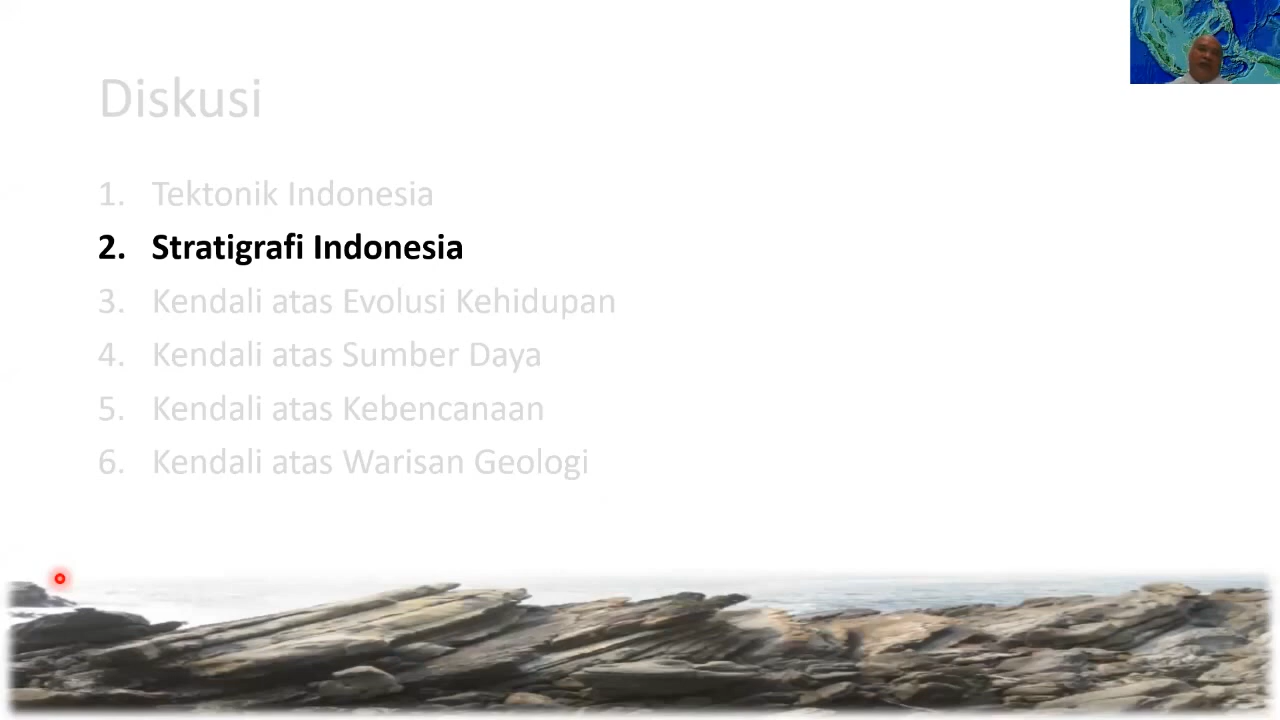 Diskusi
1. Tektonik Indonesia
2. Stratigrafi Indonesia
3. Kendali atas Evolusi Kehidupan
4. Kendali atas Sumber Daya
5. Kendali atas Kebencanaan
6. Kendali atas Warisan Geologi